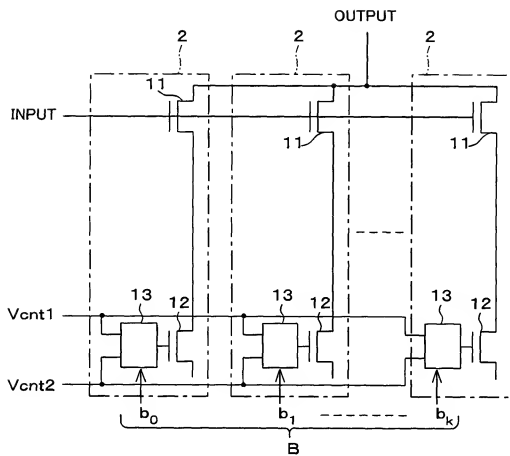 OUTPUT
2 2 2
11
INPUT
11 11
13 12 13 12 13 12
Vcnt1
Vcnt2
b0 b1 bk
B